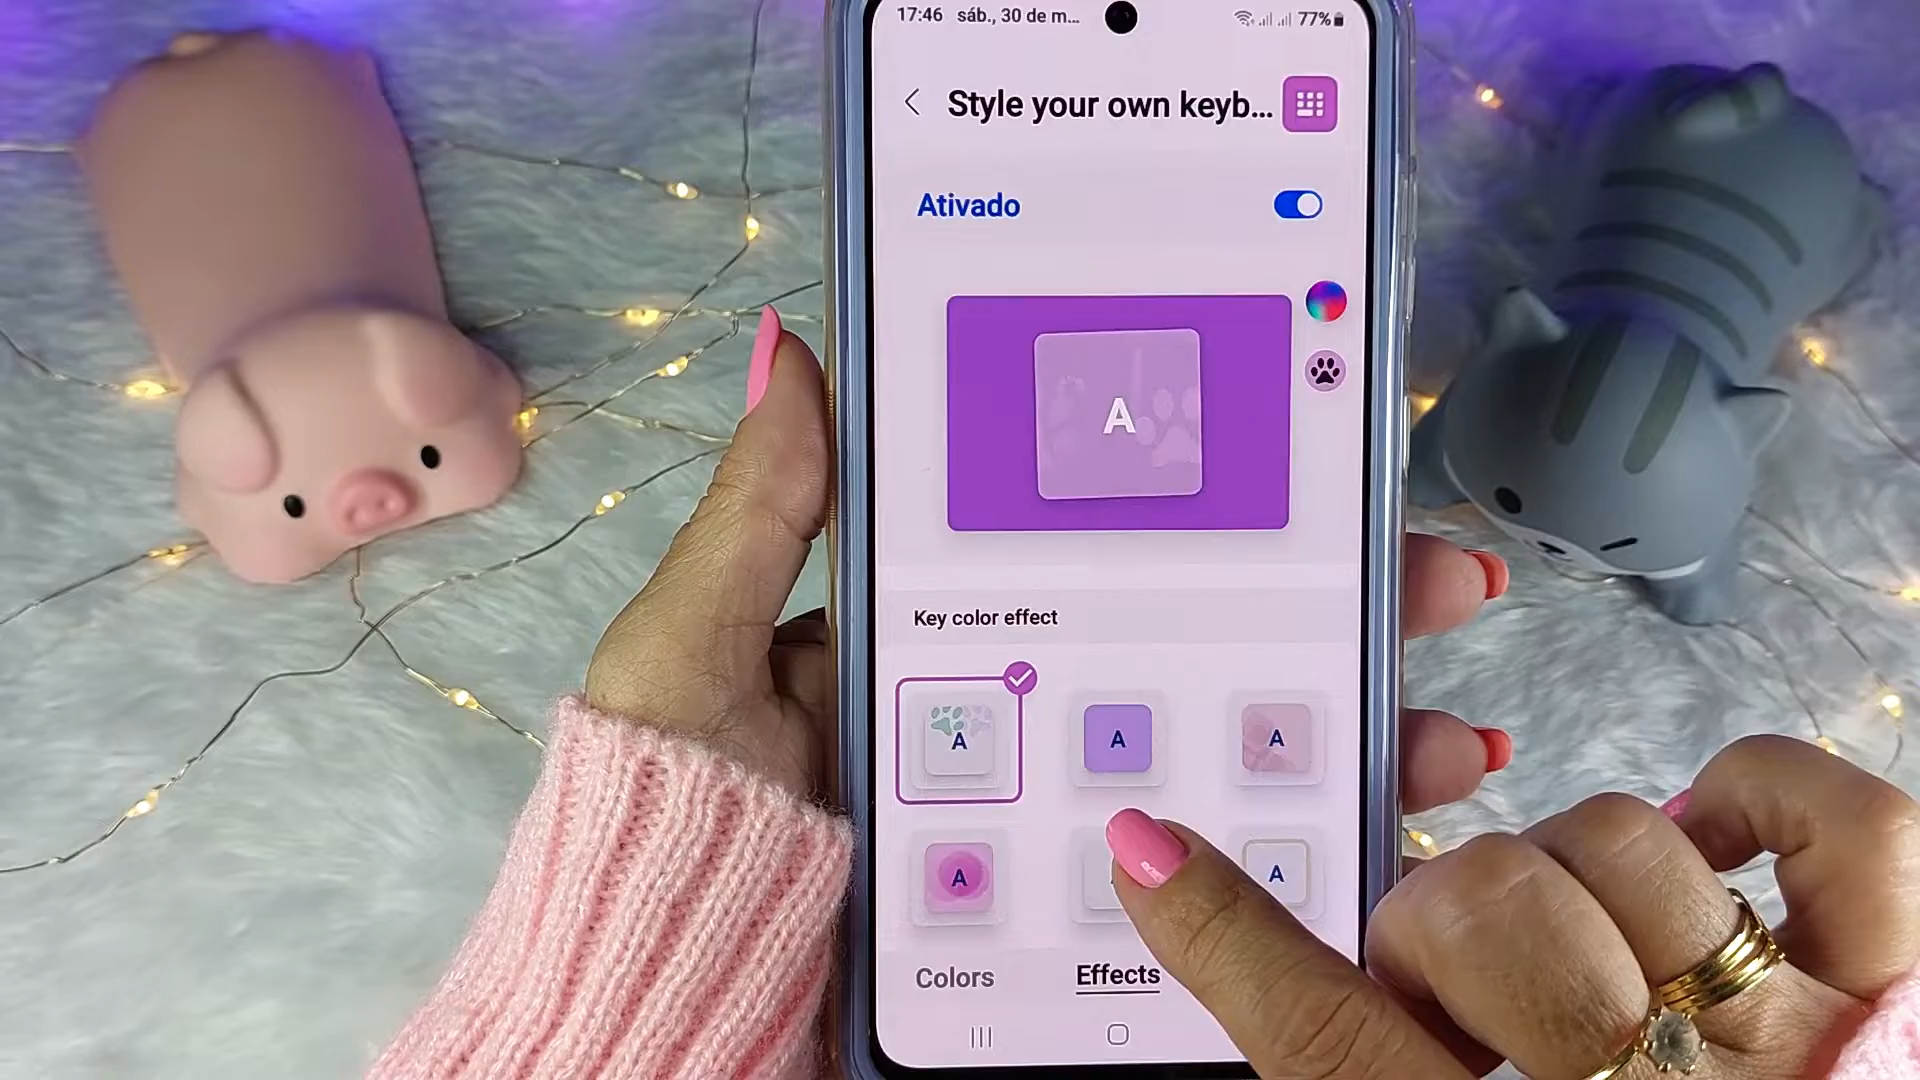 17:46 sáb., 30 de m... 77%
Style your own keyb...
Ativado
A
Key color effect
A A A
A A
Colors Effects